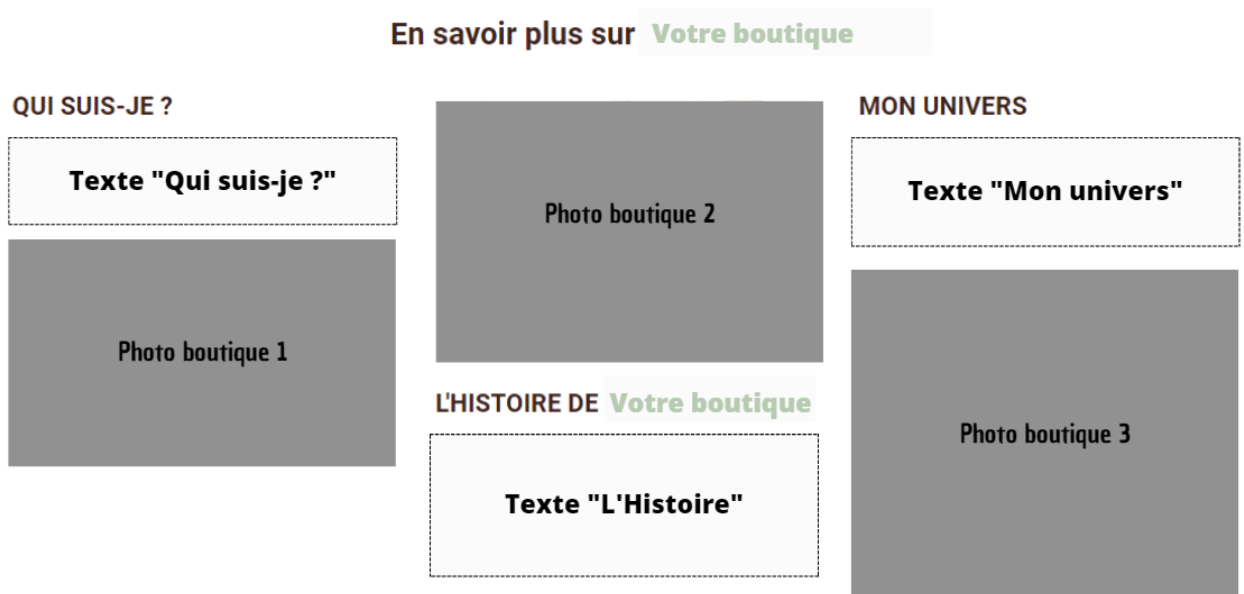 En savoir plus sur Votre boutique
QUI SUIS-JE ?
Texte "Qui suis-je ?"
Photo boutique 1
Photo boutique 2
L'HISTOIRE DE Votre boutique
Texte "L'Histoire"
MON UNIVERS
Texte "Mon univers"
Photo boutique 3